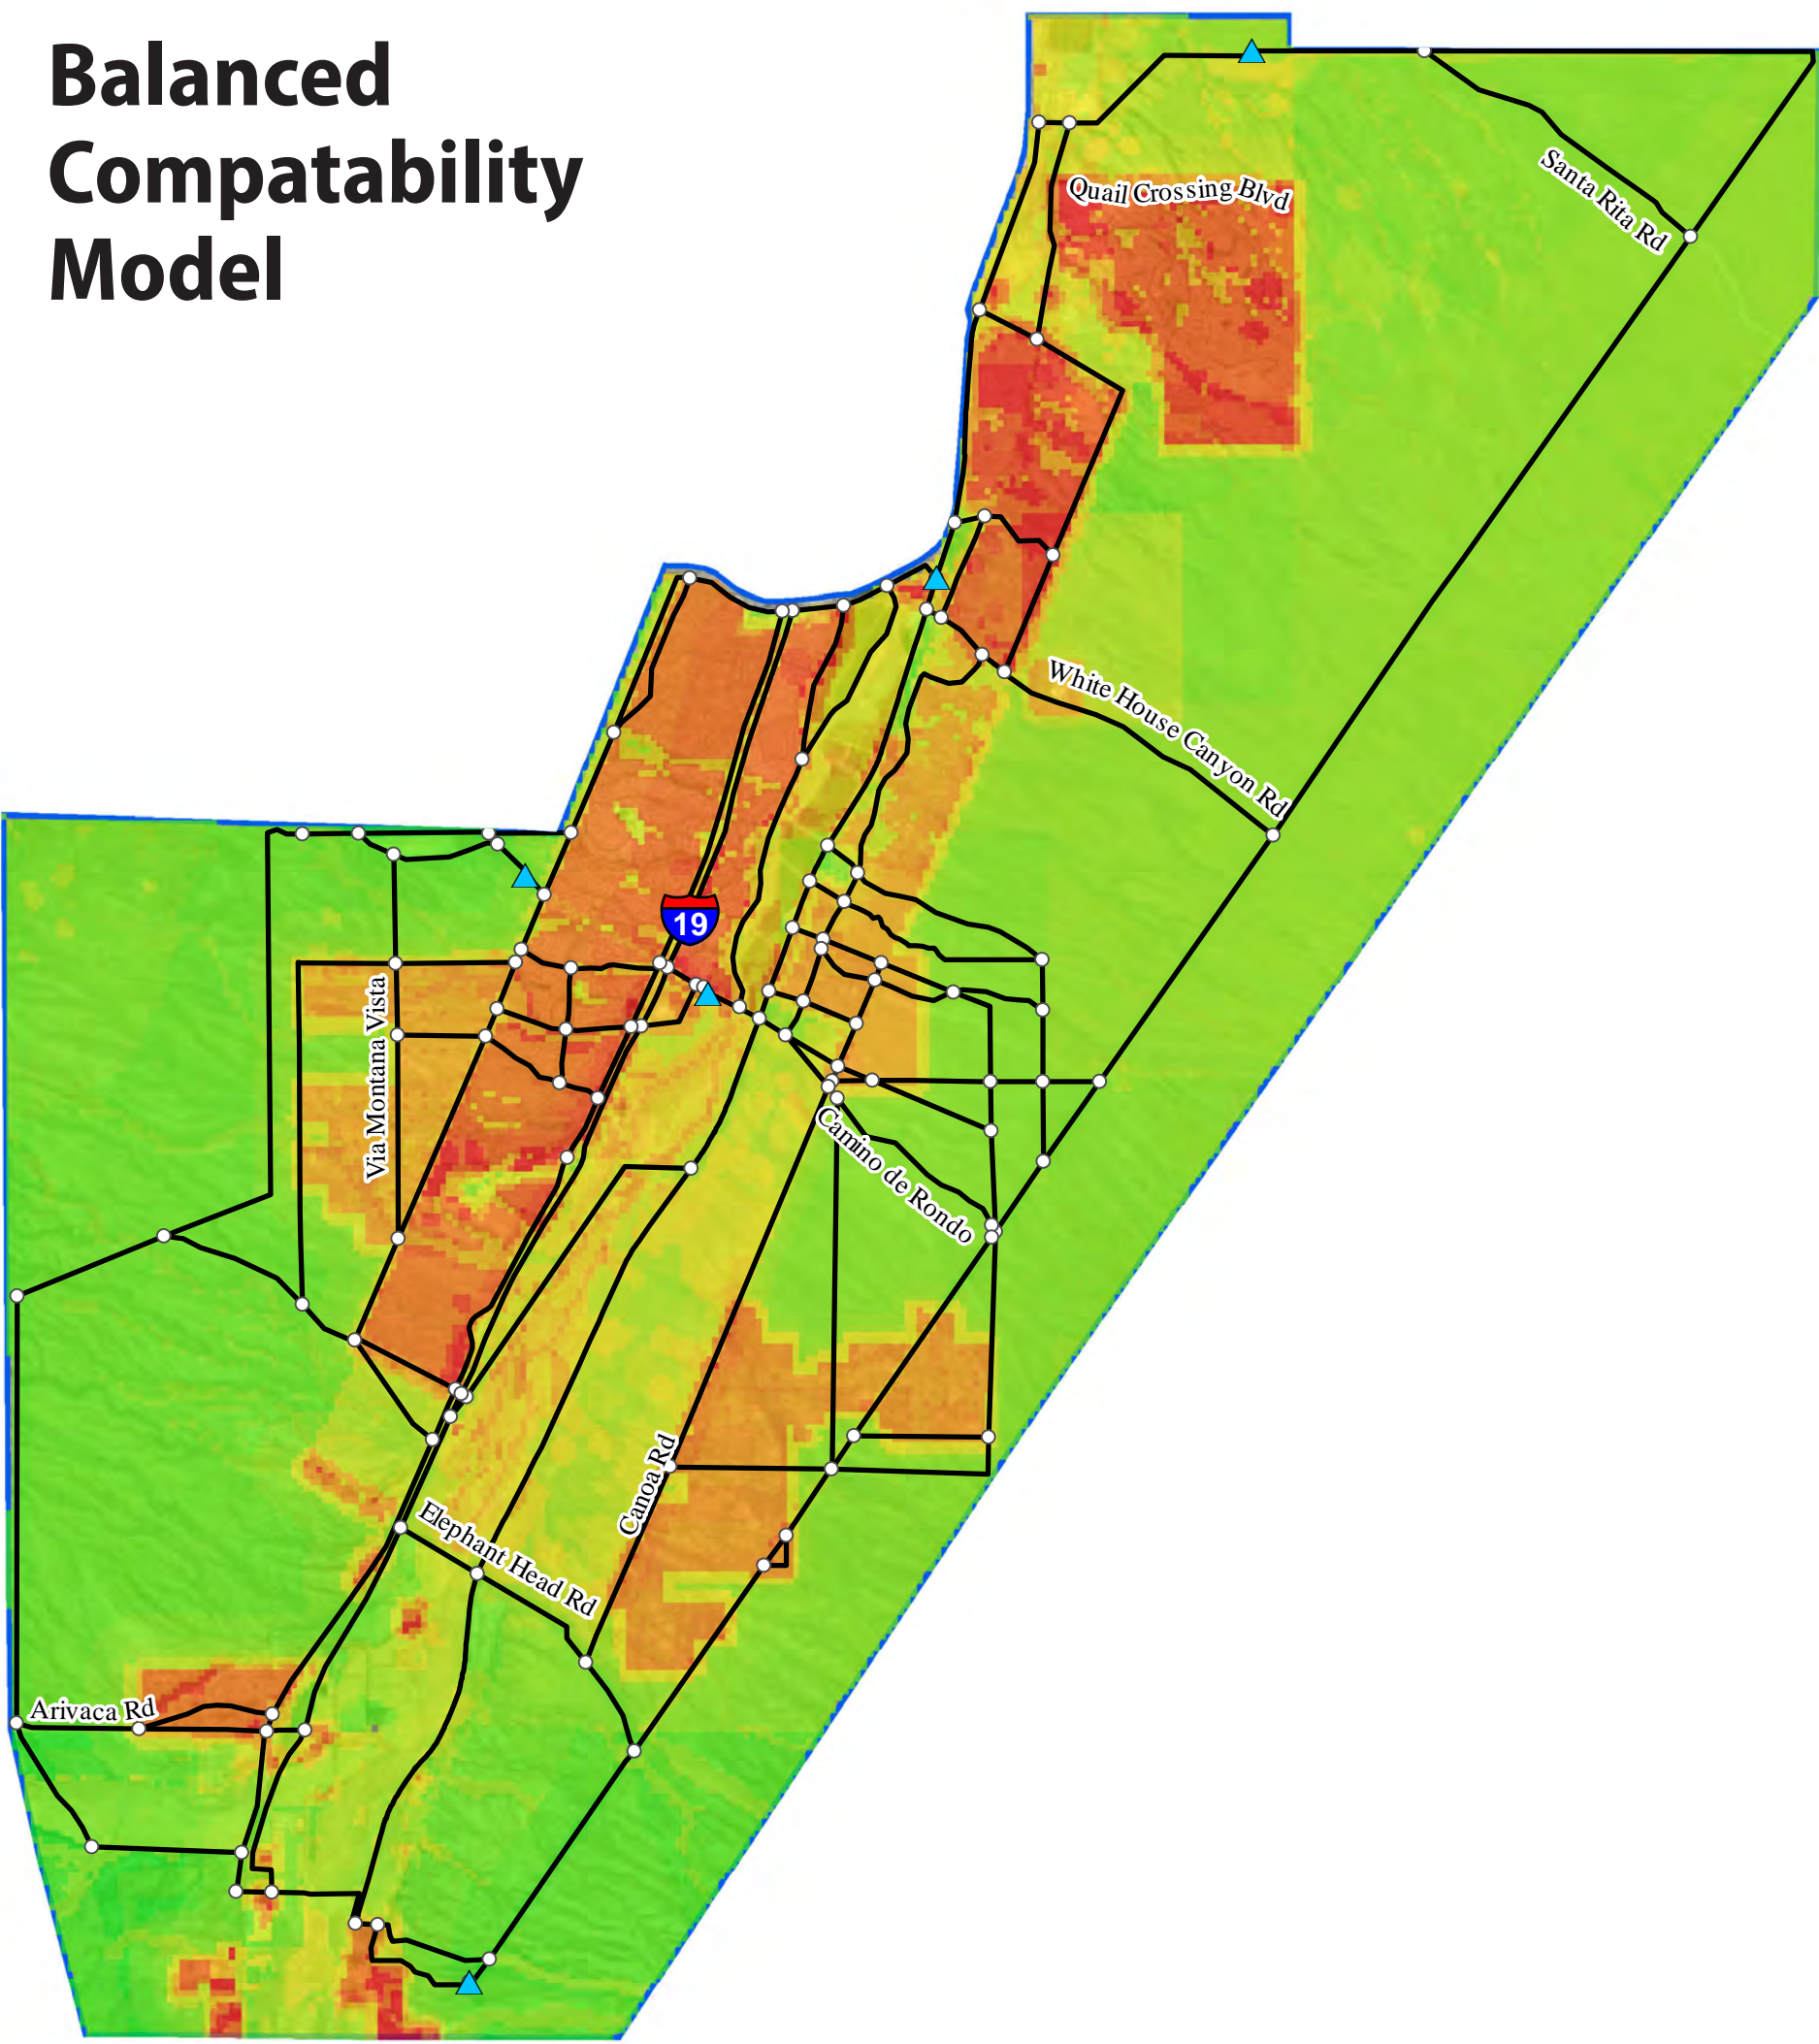 Balanced
Compatability
Model
Quail Crossing Blvd
Santa Rita Rd
White House Canyon Rd
19
Via Montana Vista
Camino de Rondo
Canoa Rd
Elephant Head Rd
Arivaca Rd